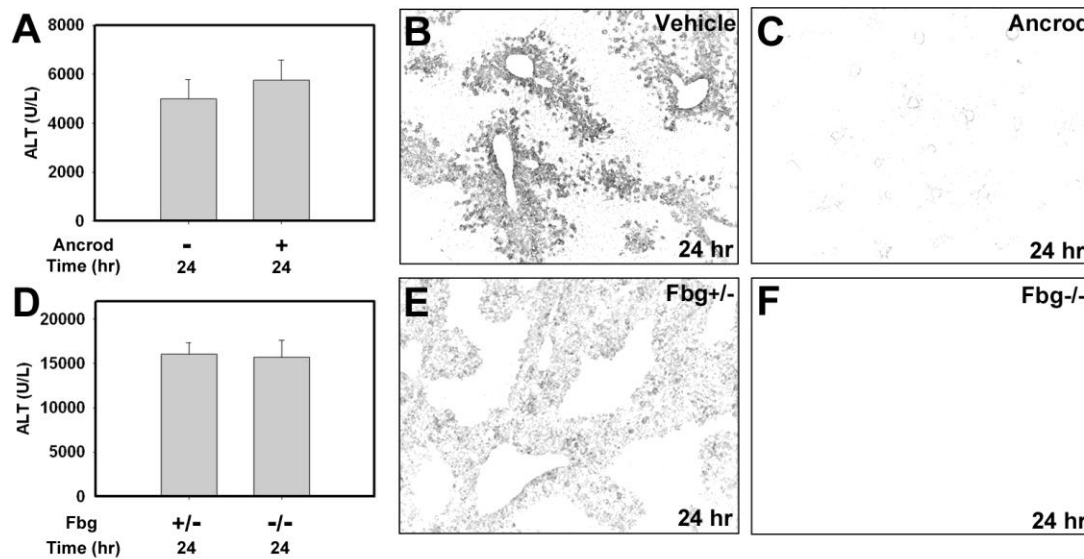 A
8000
6000
4000
2000
0
ALT (U/L)
Ancrod - +
Time (hr) 24 24
B
Vehicle
24 hr
C
Ancrod
24 hr
D
20000
15000
10000
5000
0
ALT (U/L)
Fbg +/- -/-
Time (hr) 24 24
E
Fbg+/-
24 hr
F
Fbg-/-
24 hr